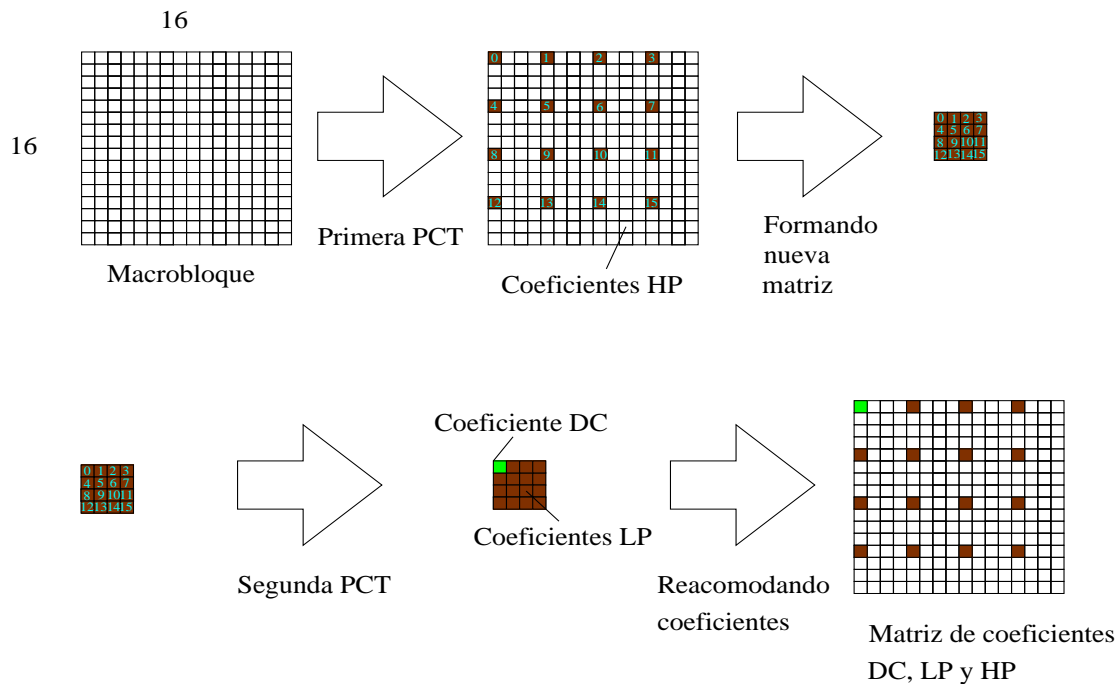 16
16
0 1 2 3
4 5 6 7
8 9 10 11
12 13 14 15
0 1 2 3
4 5 6 7
8 9 10 11
12 13 14 15
Primera PCT
Macrobloque
Coeficientes HP
Formando
nueva
matriz
Coeficiente DC
0 1 2 3
4 5 6 7
8 9 10 11
12 13 14 15
Coeficientes LP
Segunda PCT
Reacomodando
coeficientes
Matriz de coeficientes
DC, LP y HP